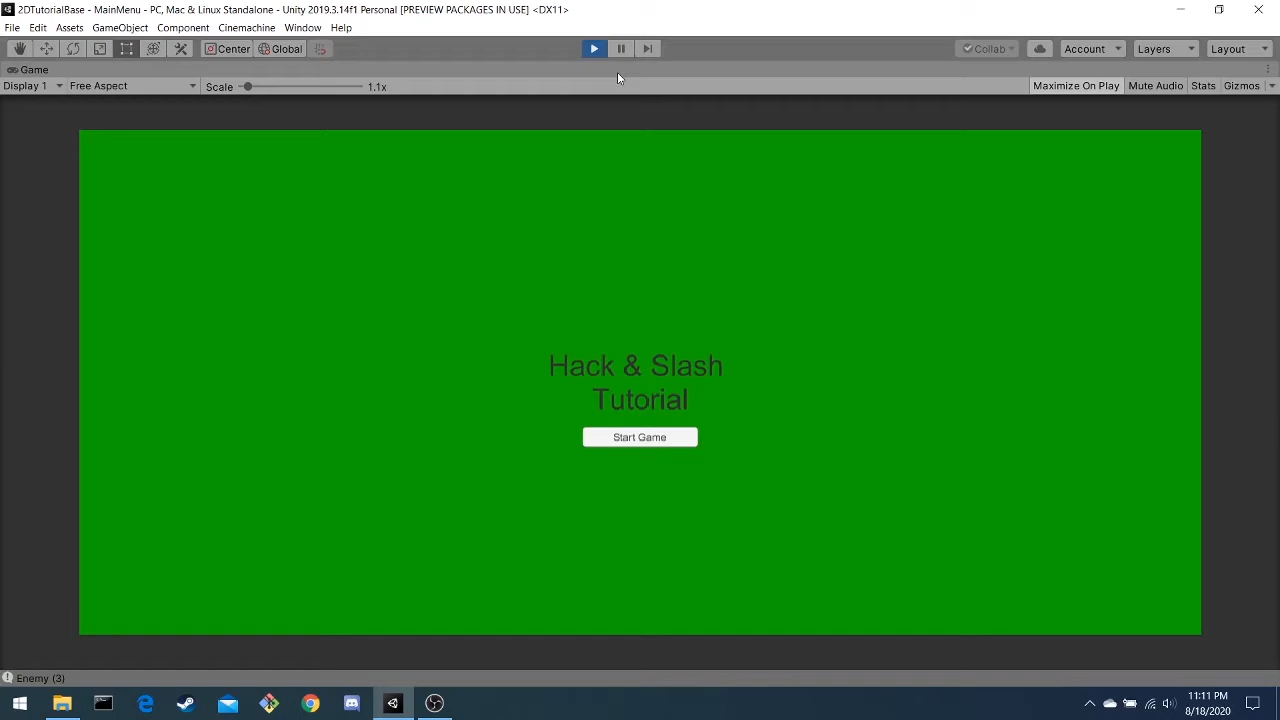 2DTutorialBase - MainMenu - PC, Mac & Linux Standalone - Unity 2019.3.14f1 Personal [PREVIEW PACKAGES IN USE] <DX11>
File Edit Assets GameObject Component Cinemachine Window Help
Center Global Collab Account Layers Layout
Game
Display 1 Free Aspect Scale 1.1x Maximize On Play Mute Audio Stats Gizmos
Hack & Slash
Tutorial
Start Game
Enemy (3)
11:11 PM
8/18/2020